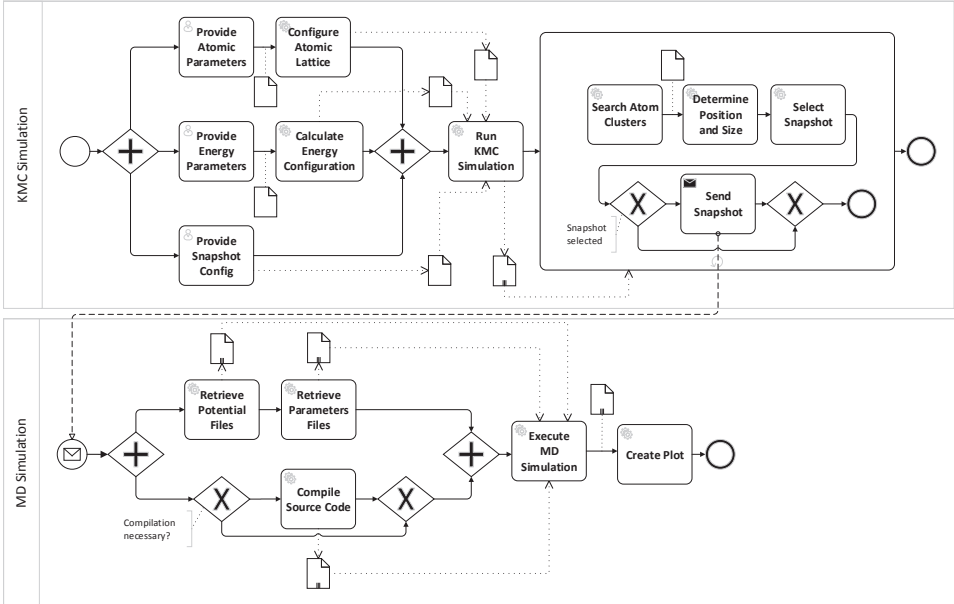 KMC Simulation
Provide
Atomic
Parameters
Configure
Atomic
Lattice
Provide
Energy
Parameters
Calculate
Energy
Configuration
Provide
Snapshot
Config
Run
KMC
Simulation
Search Atom
Clusters
Determine
Position
and Size
Select
Snapshot
X
Snapshot
selected
Send
Snapshot
X
MD Simulation
Retrieve
Potential
Files
Retrieve
Parameters
Files
X
Compilation
necessary?
Compile
Source Code
X
Execute
MD
Simulation
Create Plot